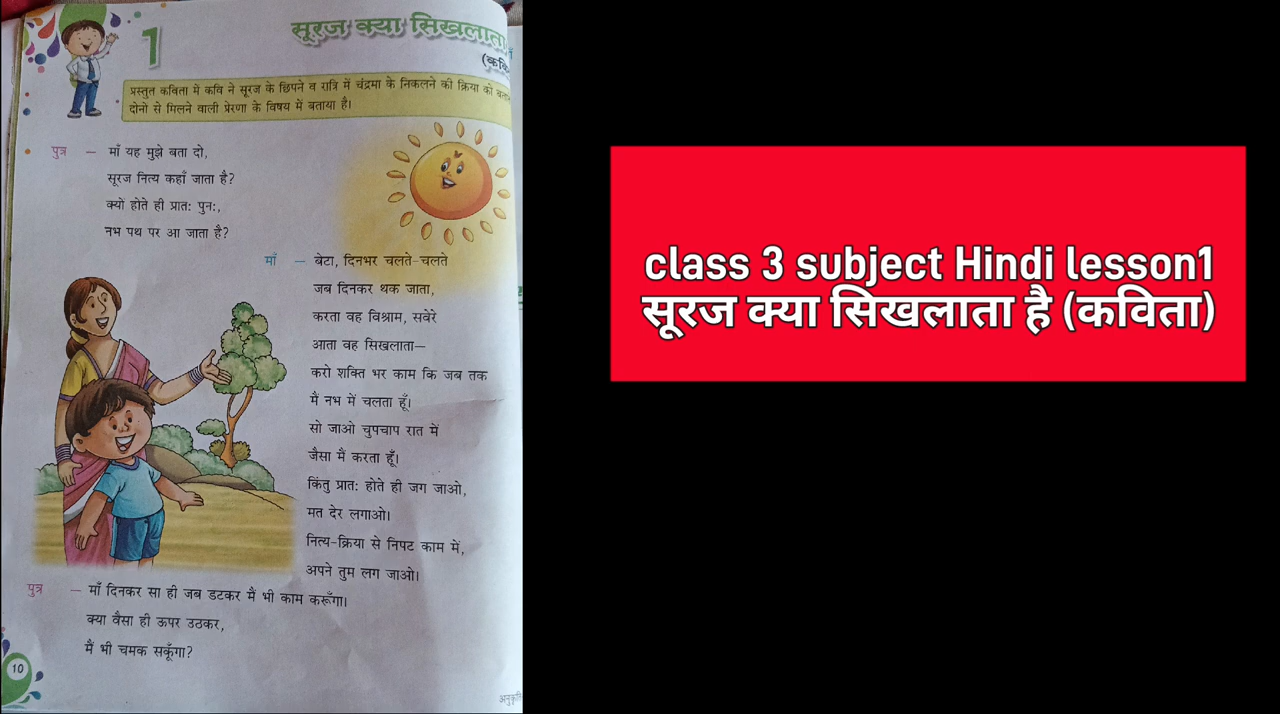 1
सूरज क्या सिखलाता
प्रस्तुत कविता में कवि ने सूरज के छिपने व रात्रि में चंद्रमा के निकलने की क्रिया को
दोनों से मिलने वाली प्रेरणा के विषय में बताया है।
पुत्र — माँ यह मुझे बता दो,
सूरज नित्य कहाँ जाता है?
क्यो होते ही प्रातः पुनः,
नभ पथ पर आ जाता है?
माँ — बेटा, दिनभर चलते-चलते
जब दिनकर थक जाता,
करता वह विश्राम, सवेरे
आता वह सिखलाता—
करो शक्ति भर काम कि जब तक
मैं नभ में चलता हूँ।
सो जाओ चुपचाप रात में
जैसा मैं करता हूँ।
किंतु प्रातः होते ही जग जाओ,
मत देर लगाओ।
नित्य-क्रिया से निपट काम में,
अपने तुम लग जाओ।
पुत्र — माँ दिनकर सा ही जब डटकर मैं भी काम करूँगा।
क्या वैसा ही ऊपर उठकर,
मैं भी चमक सकूँगा?
10
class 3 subject Hindi lesson1
सूरज क्या सिखलाता है (कविता)